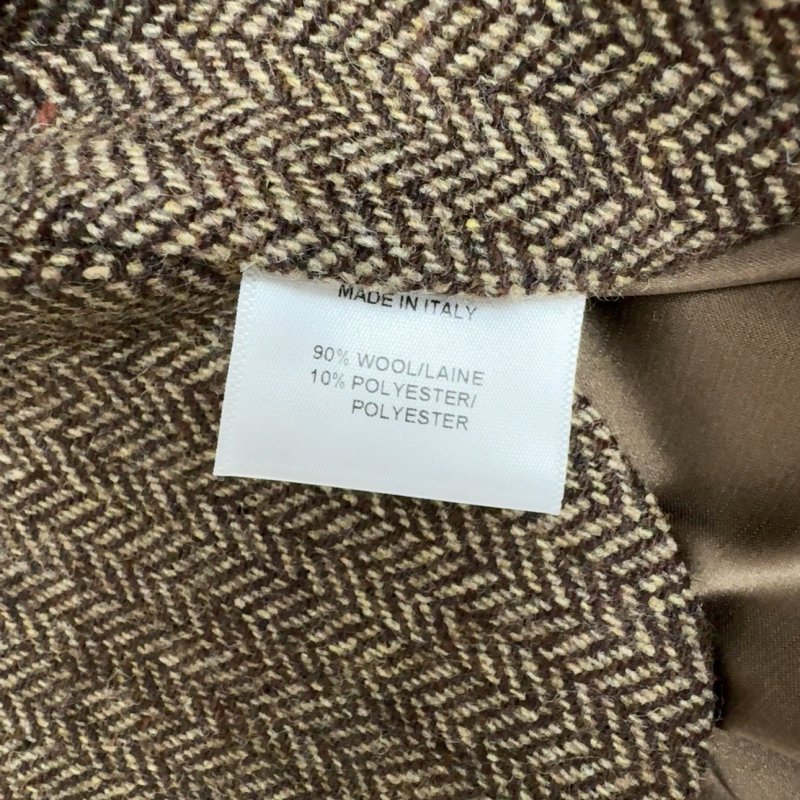 MADE IN ITALY
90% WOOL/LAINE
10% POLYESTER/
POLYESTER